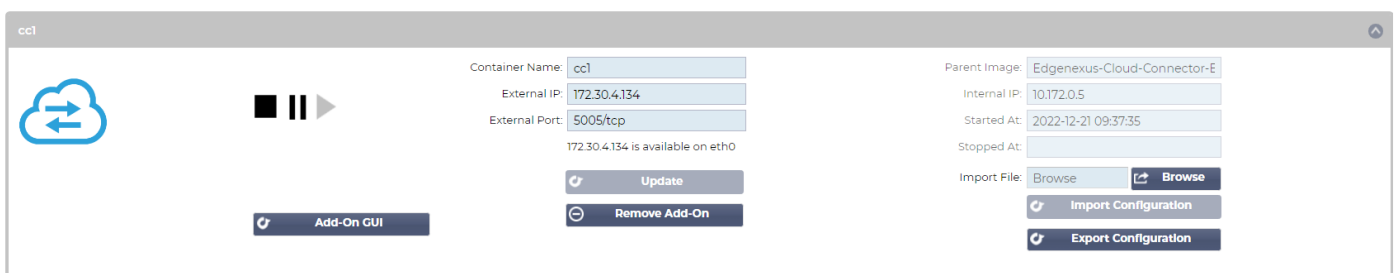 cc1
Container Name: cc1
External IP: 172.30.4.134
External Port: 5005/tcp
172.30.4.134 is available on eth0
Update
Remove Add-On
Add-On GUI
Parent Image: Edgenexus-Cloud-Connector-E
Internal IP: 10.172.0.5
Started At: 2022-12-21 09:37:35
Stopped At:
Import File: Browse Browse
Import Configuration
Export Configuration